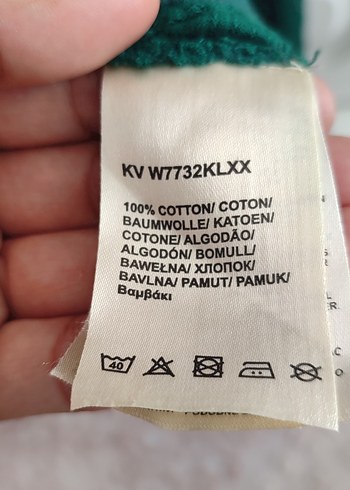 KV W7732KLXX
100% COTTON/ COTON/
BAUMWOLLE/ KATOEN/
COTONE/ ALGODÃO/
ALGODÓN/ BOMULL/
BAWEŁNA/ ХЛОПОК/
BAVLNA/ PAMUT/ PAMUK/
Βαμβάκι
40